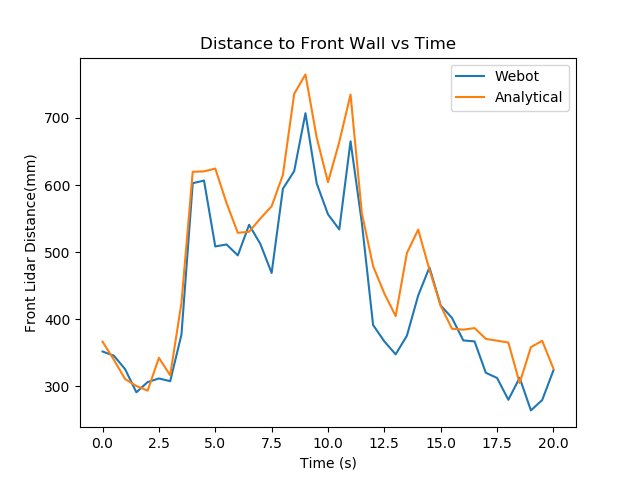 Distance to Front Wall vs Time
Webot
Analytical
Front Lidar Distance(mm)
700
600
500
400
300
0.0 2.5 5.0 7.5 10.0 12.5 15.0 17.5 20.0
Time (s)